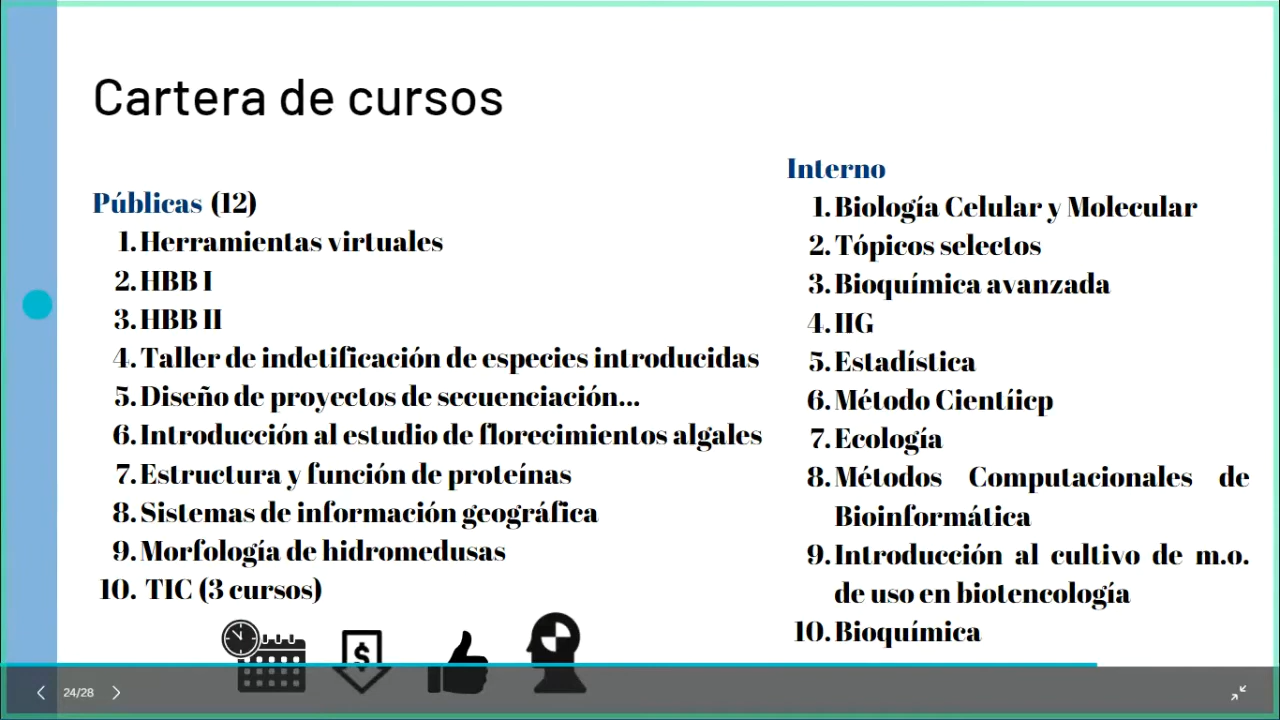 Cartera de cursos
Públicas (12)
1. Herramientas virtuales
2. HBB I
3. HBB II
4. Taller de indetificación de especies introducidas
5. Diseño de proyectos de secuenciación...
6. Introducción al estudio de florecimientos algales
7. Estructura y función de proteínas
8. Sistemas de información geográfica
9. Morfología de hidromedusas
10. TIC (3 cursos)
Interno
1. Biología Celular y Molecular
2. Tópicos selectos
3. Bioquímica avanzada
4. IIG
5. Estadística
6. Método Cientíicp
7. Ecología
8. Métodos Computacionales de
Bioinformática
9. Introducción al cultivo de m.o.
de uso en biotencología
10. Bioquímica
$
24/28